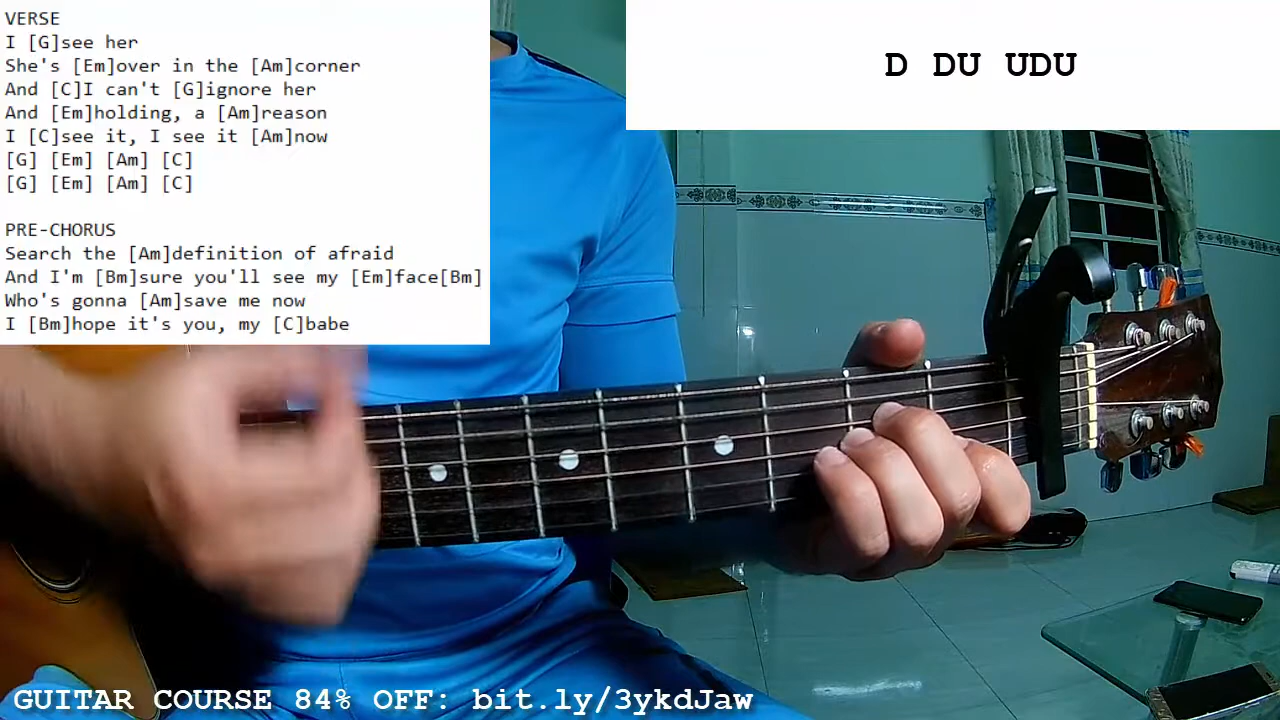 VERSE
I [G]see her
She's [Em]over in the [Am]corner
And [C]I can't [G]ignore her
And [Em]holding, a [Am]reason
I [C]see it, I see it [Am]now
[G] [Em] [Am] [C]
[G] [Em] [Am] [C]
PRE-CHORUS
Search the [Am]definition of afraid
And I'm [Bm]sure you'll see my [Em]face[Bm]
Who's gonna [Am]save me now
I [Bm]hope it's you, my [C]babe
D DU UDU
GUITAR COURSE 84% OFF: bit.ly/3ykdJaw